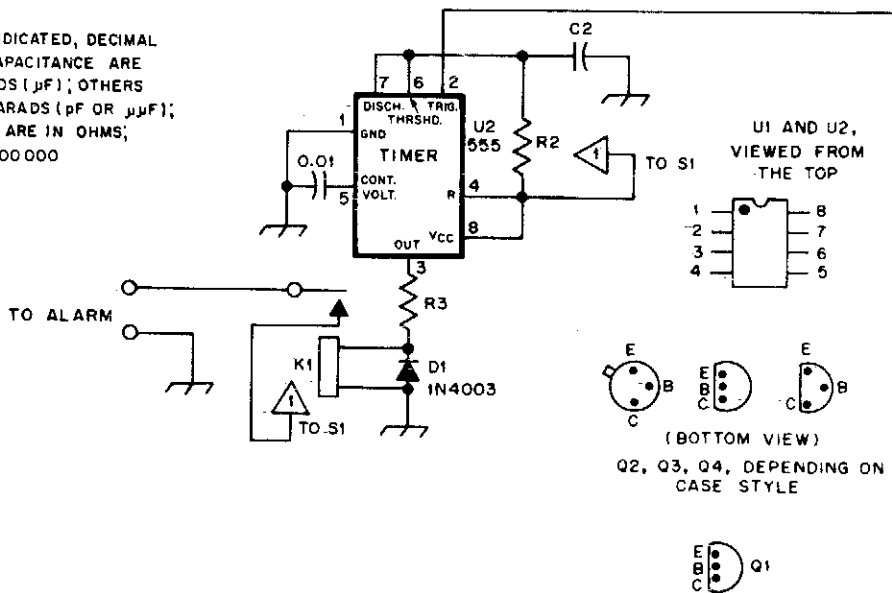 DICATED, DECIMAL
APACITANCE ARE
DS (µF); OTHERS
ARADS (pF OR µµF);
ARE IN OHMS;
00 000
C2
7
6
2
DISCH.
TRIG.
THRSHD.
1
GND
U2
555
TIMER
R2
1
TO S1
0.01
CONT.
VOLT.
5
R
4
VCC
8
OUT
3
R3
TO ALARM
K1
D1
1N4003
1
TO S1
U1 AND U2,
VIEWED FROM
THE TOP
1
8
2
7
3
6
4
5
E
B
C
E
B
C
E
B
C
(BOTTOM VIEW)
Q2, Q3, Q4, DEPENDING ON
CASE STYLE
E
B
C
Q1